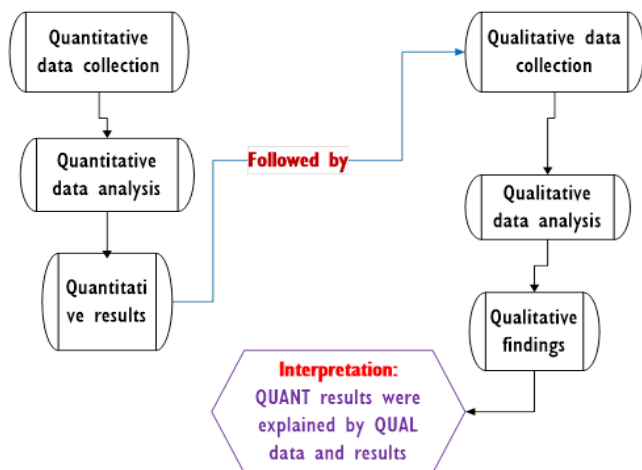 Quantitative
data collection
Quantitative
data analysis
Quantitati
ve results
Followed by
Qualitative data
collection
Qualitative
data analysis
Qualitative
findings
Interpretation:
QUANT results were
explained by QUAL
data and results